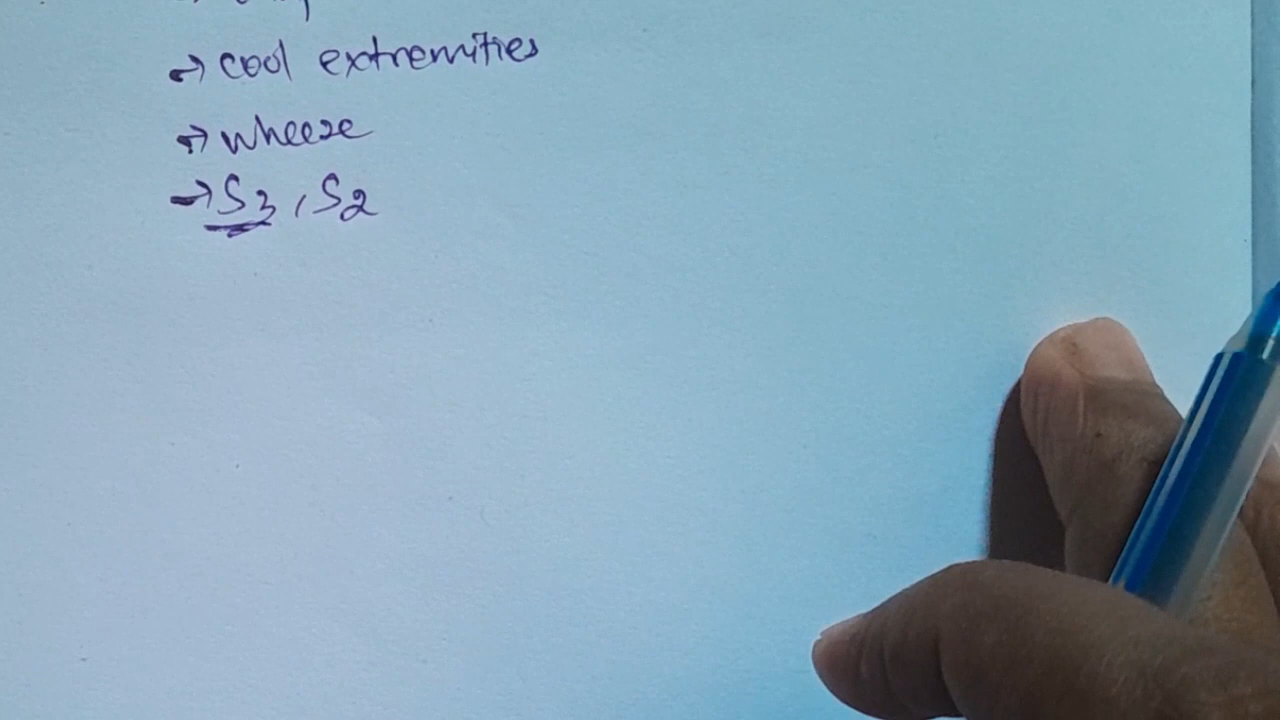 → cool extremities
→ wheeze
→ S3, S2